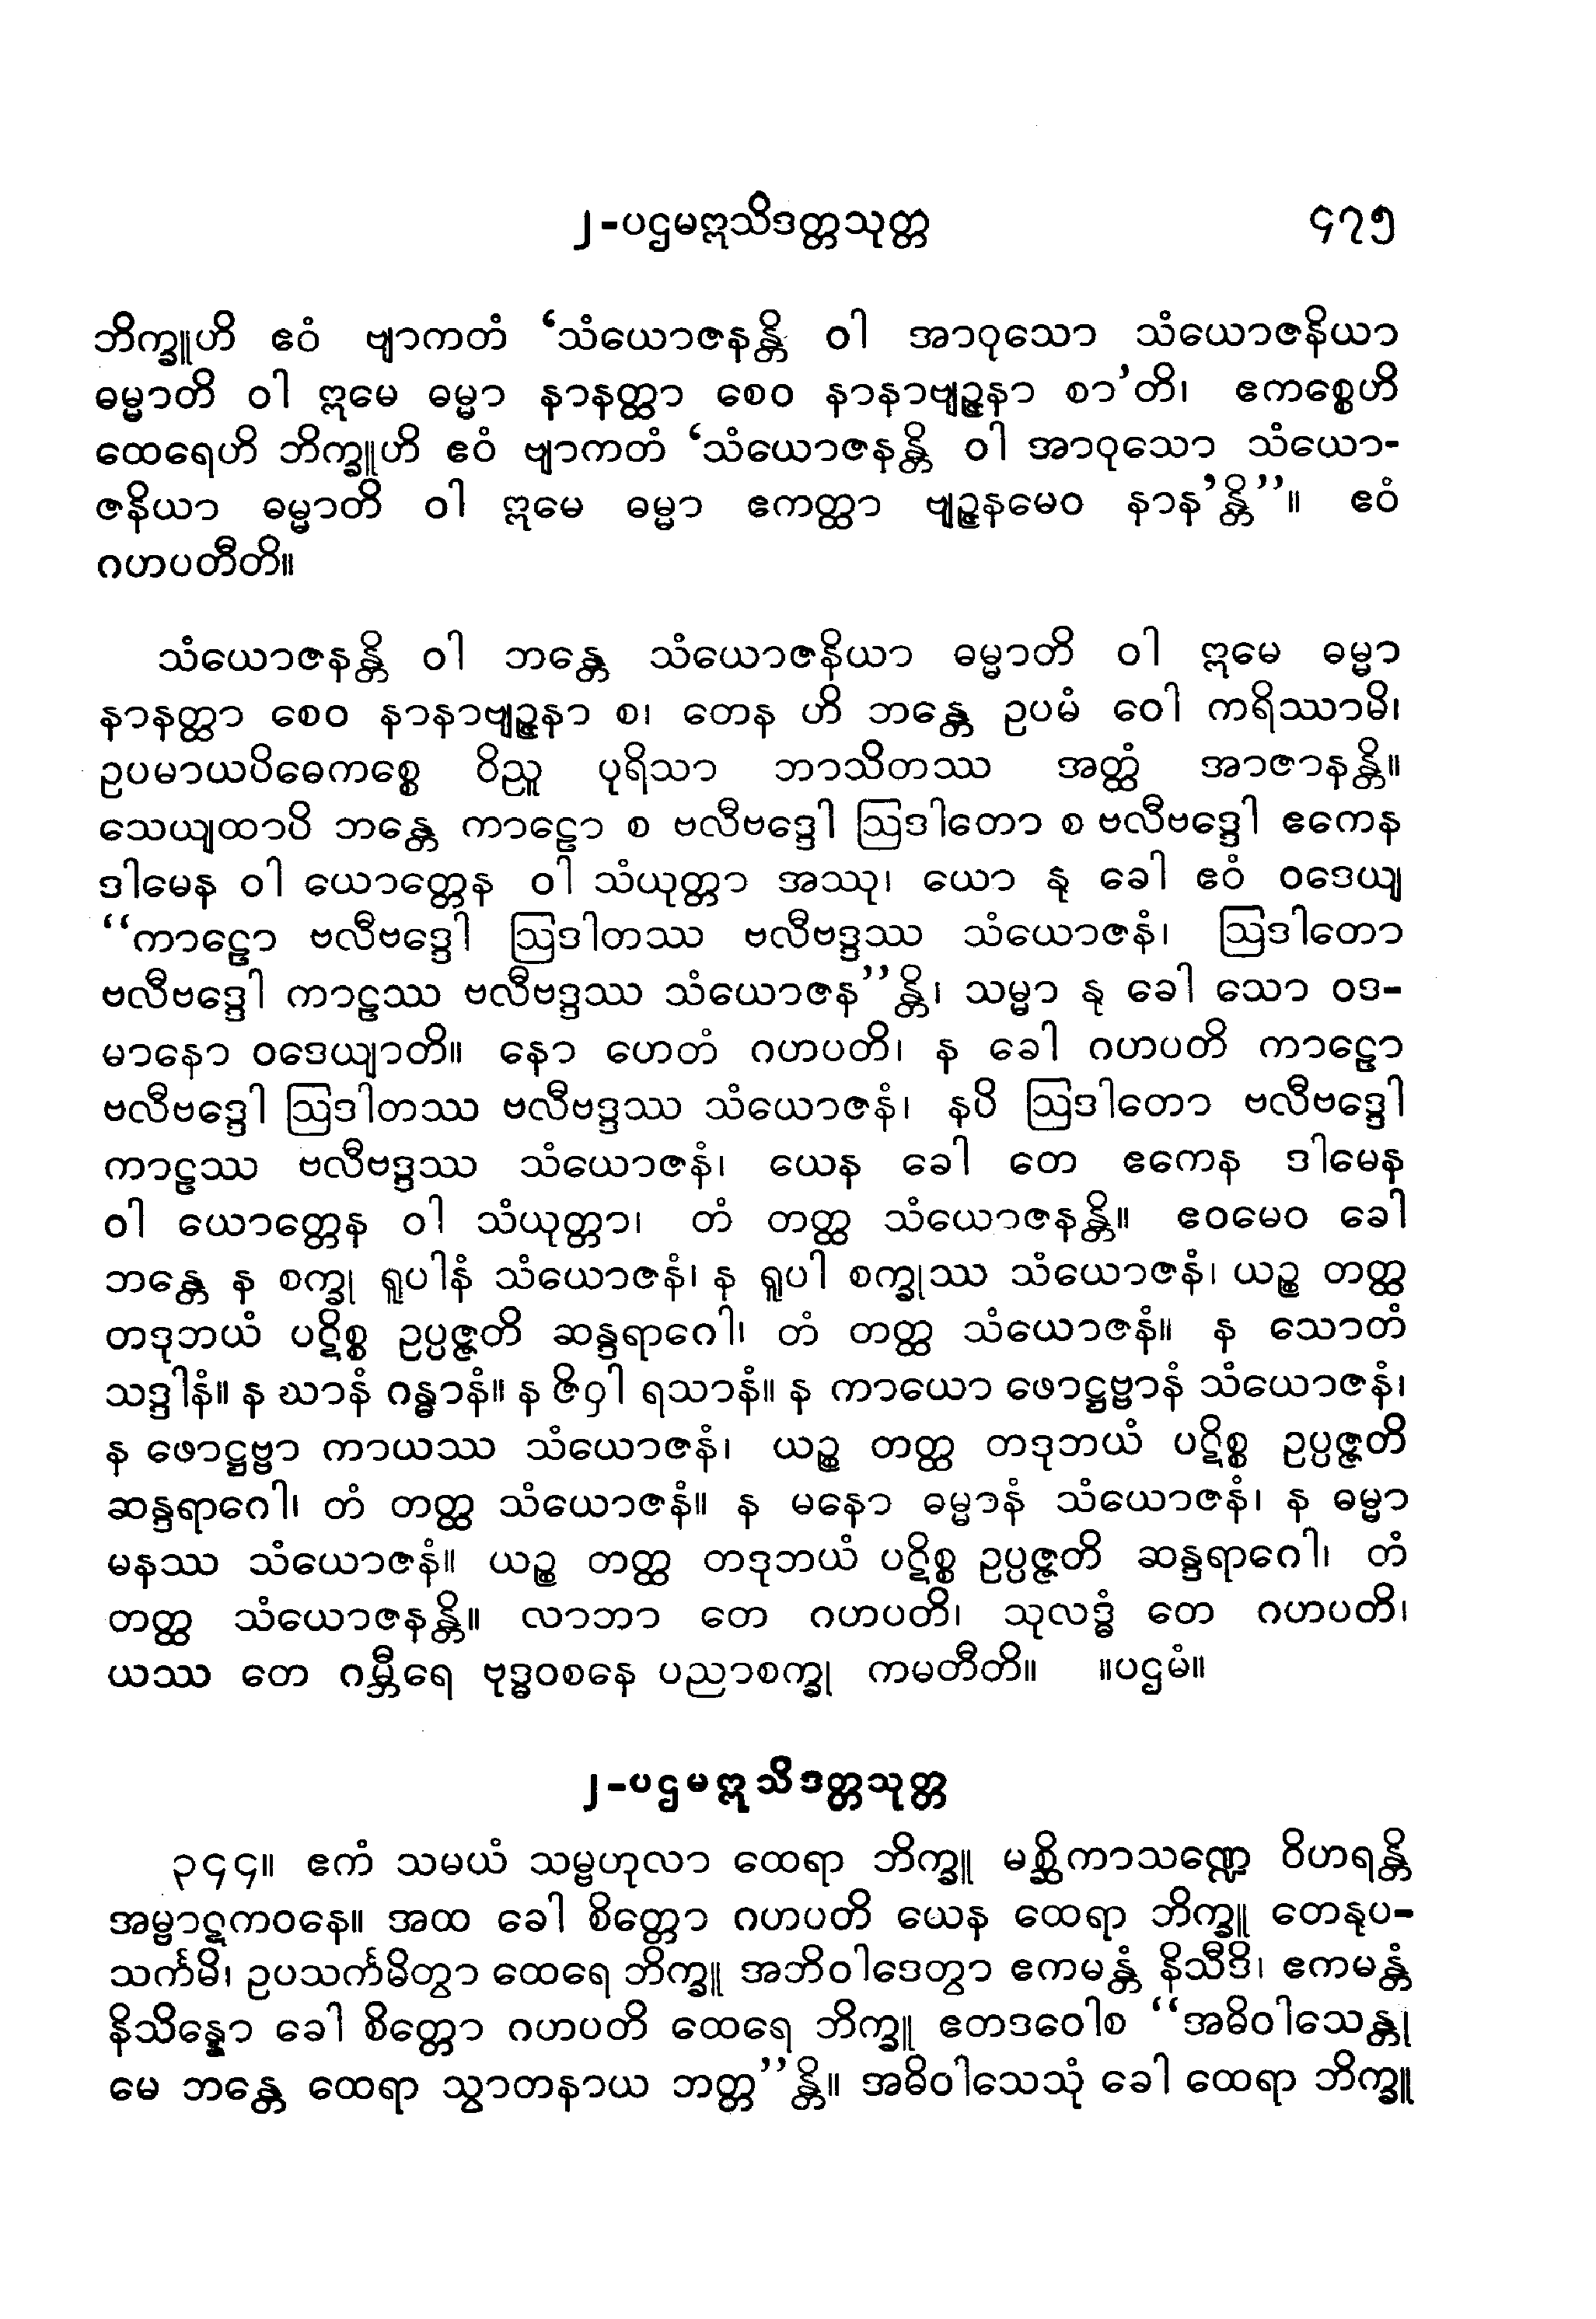 ၂-ပဌမဣသိဒတ္တသုတ္တ ၄၇၅
ဘိက္ခူဟိ ဧဝံ ဗျာကတံ ‘သံယောဇနန္တိ ဝါ အာဝုသော သံယောဇနိယာ
ဓမ္မာတိ ဝါ ဣမေ ဓမ္မာ နာနတ္ထာ စေဝ နာနာဗျဉ္ဇနာ စာ’တိ၊ ဧကစ္စေဟိ
ထေရေဟိ ဘိက္ခူဟိ ဧဝံ ဗျာကတံ ‘သံယောဇနန္တိ ဝါ အာဝုသော သံယော-
ဇနိယာ ဓမ္မာတိ ဝါ ဣမေ ဓမ္မာ ဧကတ္ထာ ဗျဉ္ဇနမေဝ နာန’န္တိ”။ ဧဝံ
ဂဟပတီတိ။
သံယောဇနန္တိ ဝါ ဘန္တေ သံယောဇနိယာ ဓမ္မာတိ ဝါ ဣမေ ဓမ္မာ
နာနတ္ထာ စေဝ နာနာဗျဉ္ဇနာ စ၊ တေန ဟိ ဘန္တေ ဥပမံ ဝေါ ကရိဿာမိ၊
ဥပမာယပိဓေကစ္စေ ဝိညူ ပုရိသာ ဘာသိတဿ အတ္ထံ အာဇာနန္တိ။
သေယျထာပိ ဘန္တေ ကာဠော စ ဗလီဗဒ္ဒေါ ဩဒါတော စ ဗလီဗဒ္ဒေါ ဧကေန
ဒါမေန ဝါ ယောတ္တေန ဝါ သံယုတ္တာ အဿု၊ ယော နု ခေါ ဧဝံ ဝဒေယျ
“ကာဠော ဗလီဗဒ္ဒေါ ဩဒါတဿ ဗလီဗဒ္ဒဿ သံယောဇနံ၊ ဩဒါတော
ဗလီဗဒ္ဒေါ ကာဠဿ ဗလီဗဒ္ဒဿ သံယောဇန”န္တိ၊ သမ္မာ နု ခေါ သော ဝဒ-
မာနော ဝဒေယျာတိ။ နော ဟေတံ ဂဟပတိ၊ န ခေါ ဂဟပတိ ကာဠော
ဗလီဗဒ္ဒေါ ဩဒါတဿ ဗလီဗဒ္ဒဿ သံယောဇနံ၊ နပိ ဩဒါတော ဗလီဗဒ္ဒေါ
ကာဠဿ ဗလီဗဒ္ဒဿ သံယောဇနံ၊ ယေန ခေါ တေ ဧကေန ဒါမေန
ဝါ ယောတ္တေန ဝါ သံယုတ္တာ၊ တံ တတ္ထ သံယောဇနန္တိ။ ဧဝမေဝ ခေါ
ဘန္တေ န စက္ခု ရူပါနံ သံယောဇနံ၊ န ရူပါ စက္ခုဿ သံယောဇနံ၊ ယဉ္စ တတ္ထ
တဒုဘယံ ပဋိစ္စ ဥပ္ပဇ္ဇတိ ဆန္ဒရာဂေါ၊ တံ တတ္ထ သံယောဇနံ။ န သောတံ
သဒ္ဒါနံ။ န ဃာနံ ဂန္ဓာနံ။ န ဇိဝှါ ရသာနံ။ န ကာယော ဖောဋ္ဌဗ္ဗာနံ သံယောဇနံ၊
န ဖောဋ္ဌဗ္ဗာ ကာယဿ သံယောဇနံ၊ ယဉ္စ တတ္ထ တဒုဘယံ ပဋိစ္စ ဥပ္ပဇ္ဇတိ
ဆန္ဒရာဂေါ၊ တံ တတ္ထ သံယောဇနံ။ န မနော ဓမ္မာနံ သံယောဇနံ၊ န ဓမ္မာ
မနဿ သံယောဇနံ။ ယဉ္စ တတ္ထ တဒုဘယံ ပဋိစ္စ ဥပ္ပဇ္ဇတိ ဆန္ဒရာဂေါ၊ တံ
တတ္ထ သံယောဇနန္တိ။ လာဘာ တေ ဂဟပတိ၊ သုလဒ္ဓံ တေ ဂဟပတိ၊
ယဿ တေ ဂမ္ဘီရေ ဗုဒ္ဓဝစနေ ပညာစက္ခု ကမတီတိ။ ။ပဌမံ။
၂-ပဌမဣသိဒတ္တသုတ္တ
၃၄၄။ ဧကံ သမယံ သမ္ဗဟုလာ ထေရာ ဘိက္ခူ မစ္ဆိကာသဏ္ဍေ ဝိဟရန္တိ
အမ္ဗာဋကဝနေ။ အထ ခေါ စိတ္တော ဂဟပတိ ယေန ထေရာ ဘိက္ခူ တေနုပ-
သင်္ကမိ၊ ဥပသင်္ကမိတွာ ထေရေ ဘိက္ခူ အဘိဝါဒေတွာ ဧကမန္တံ နိသီဒိ၊ ဧကမန္တံ
နိသိန္နော ခေါ စိတ္တော ဂဟပတိ ထေရေ ဘိက္ခူ ဧတဒဝေါစ “အဓိဝါသေန္တု
မေ ဘန္တေ ထေရာ သွာတနာယ ဘတ္တ”န္တိ။ အဓိဝါသေသုံ ခေါ ထေရာ ဘိက္ခူ